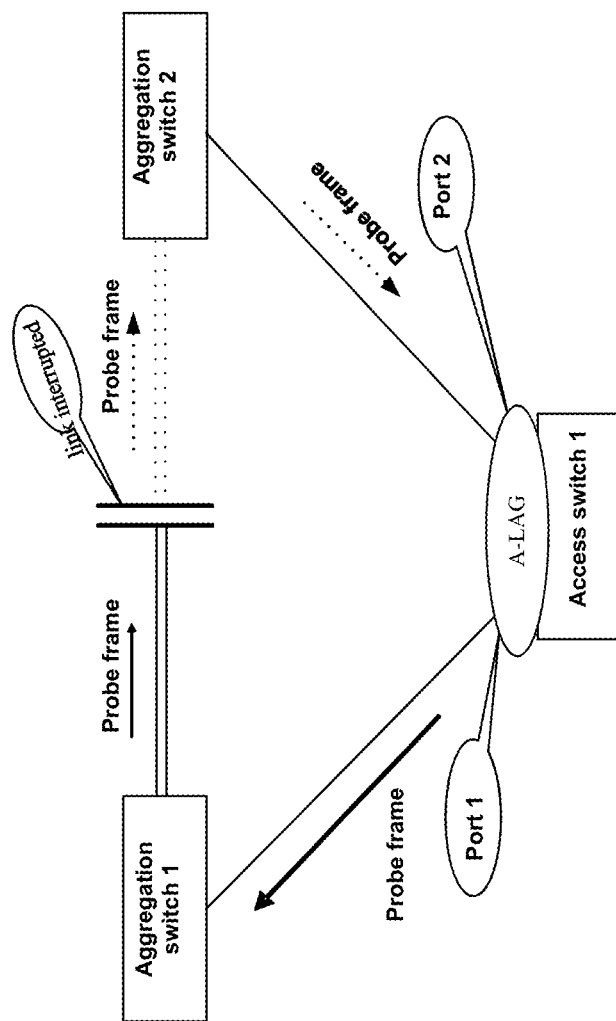 Aggregation
switch 1
Probe frame
link interrupted
Probe frame
Aggregation
switch 2
Probe frame
Probe frame
Port 1
A-LAG
Port 2
Access switch 1